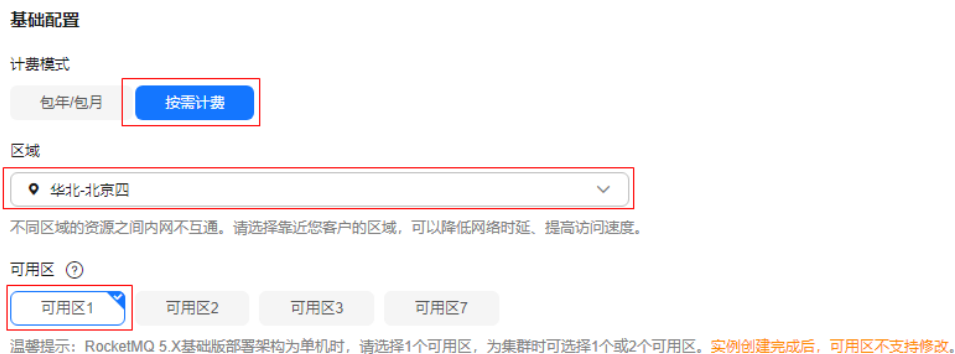 基础配置
计费模式
包年/包月 按需计费
区域
华北-北京四
不同区域的资源之间内网不互通。请选择靠近您客户的区域，可以降低网络时延、提高访问速度。
可用区 ?
可用区1 可用区2 可用区3 可用区7
温馨提示：RocketMQ 5.X基础版部署架构为单机时，请选择1个可用区，为集群时可选择1个或2个可用区。实例创建完成后，可用区不支持修改。